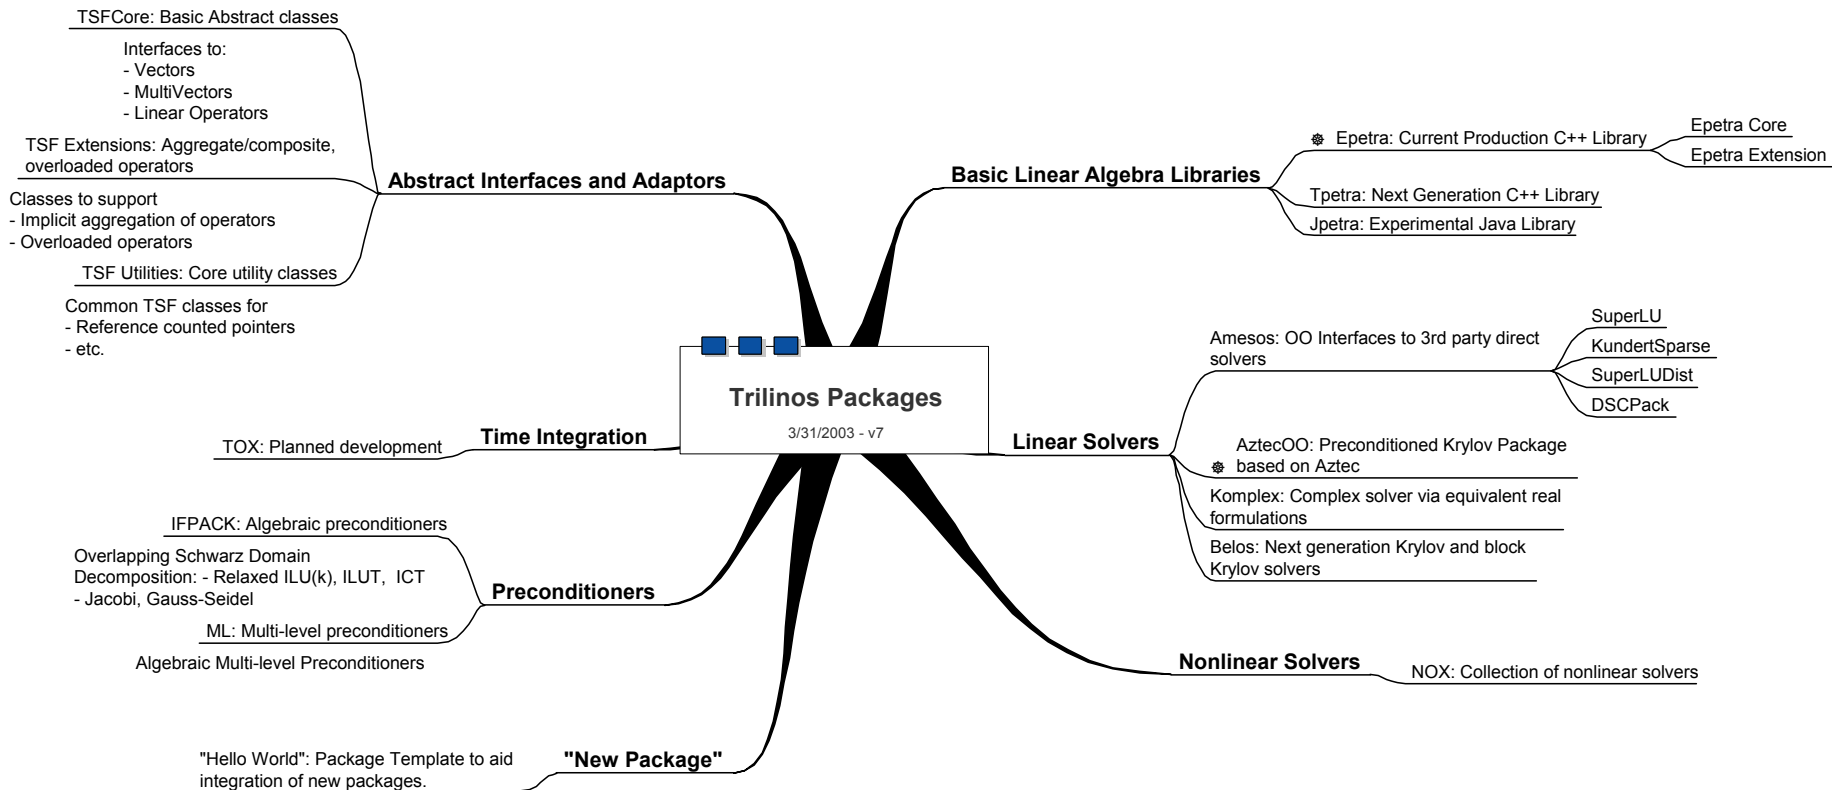 TSFCore: Basic Abstract classes
Interfaces to:
- Vectors
- MultiVectors
- Linear Operators
TSF Extensions: Aggregate/composite,
overloaded operators
Classes to support
- Implicit aggregation of operators
- Overloaded operators
TSF Utilities: Core utility classes
Common TSF classes for
- Reference counted pointers
- etc.
Abstract Interfaces and Adaptors
Basic Linear Algebra Libraries
Epetra: Current Production C++ Library
Epetra Core
Epetra Extension
Tpetra: Next Generation C++ Library
Jpetra: Experimental Java Library
Trilinos Packages
3/31/2003 - v7
Time Integration
TOX: Planned development
Linear Solvers
Amesos: OO Interfaces to 3rd party direct
solvers
SuperLU
KundertSparse
SuperLUDist
DSCPack
AztecOO: Preconditioned Krylov Package
based on Aztec
Komplex: Complex solver via equivalent real
formulations
Belos: Next generation Krylov and block
Krylov solvers
IFPACK: Algebraic preconditioners
Overlapping Schwarz Domain
Decomposition: - Relaxed ILU(k), ILUT, ICT
- Jacobi, Gauss-Seidel
Preconditioners
ML: Multi-level preconditioners
Algebraic Multi-level Preconditioners
Nonlinear Solvers
NOX: Collection of nonlinear solvers
"New Package"
"Hello World": Package Template to aid
integration of new packages.